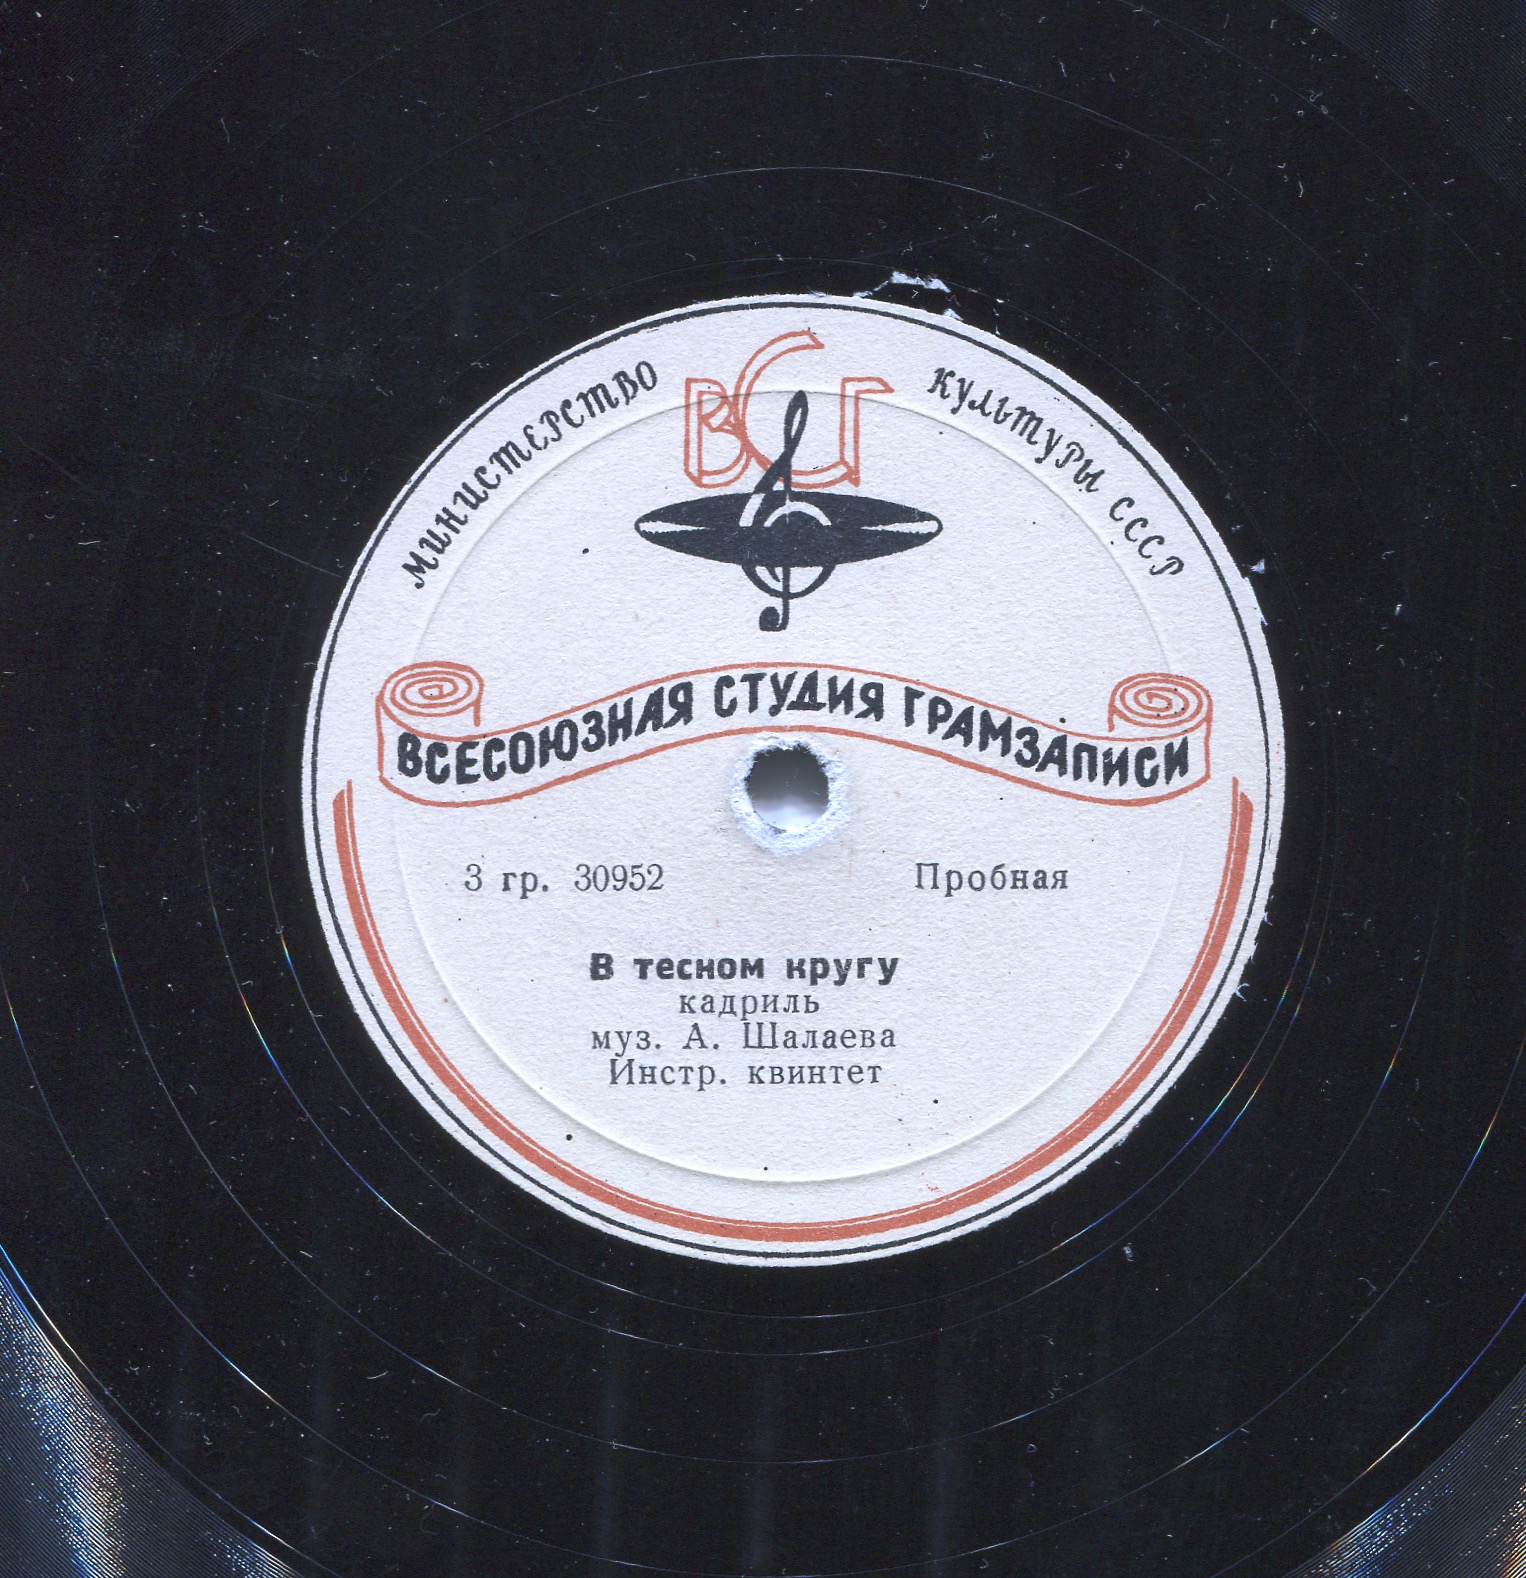 МИНИСТЕРСТВО КУЛЬТУРЫ СССР
ВСГ
ВСЕСОЮЗНАЯ СТУДИЯ ГРАМЗАПИСИ
3 гр. 30952 Пробная
В тесном кругу
кадриль
муз. А. Шалаева
Инстр. квинтет